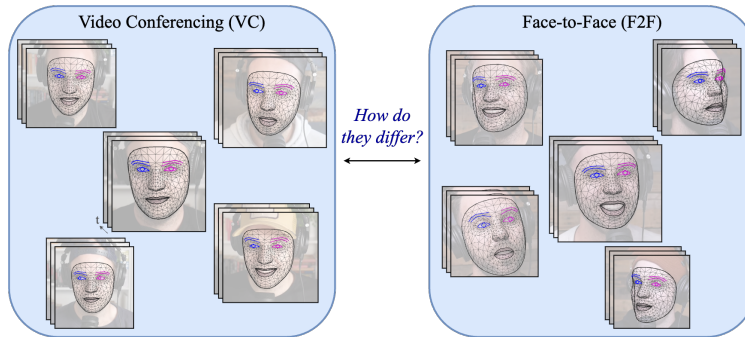 Video Conferencing (VC)
Face-to-Face (F2F)
How do
they differ?
t